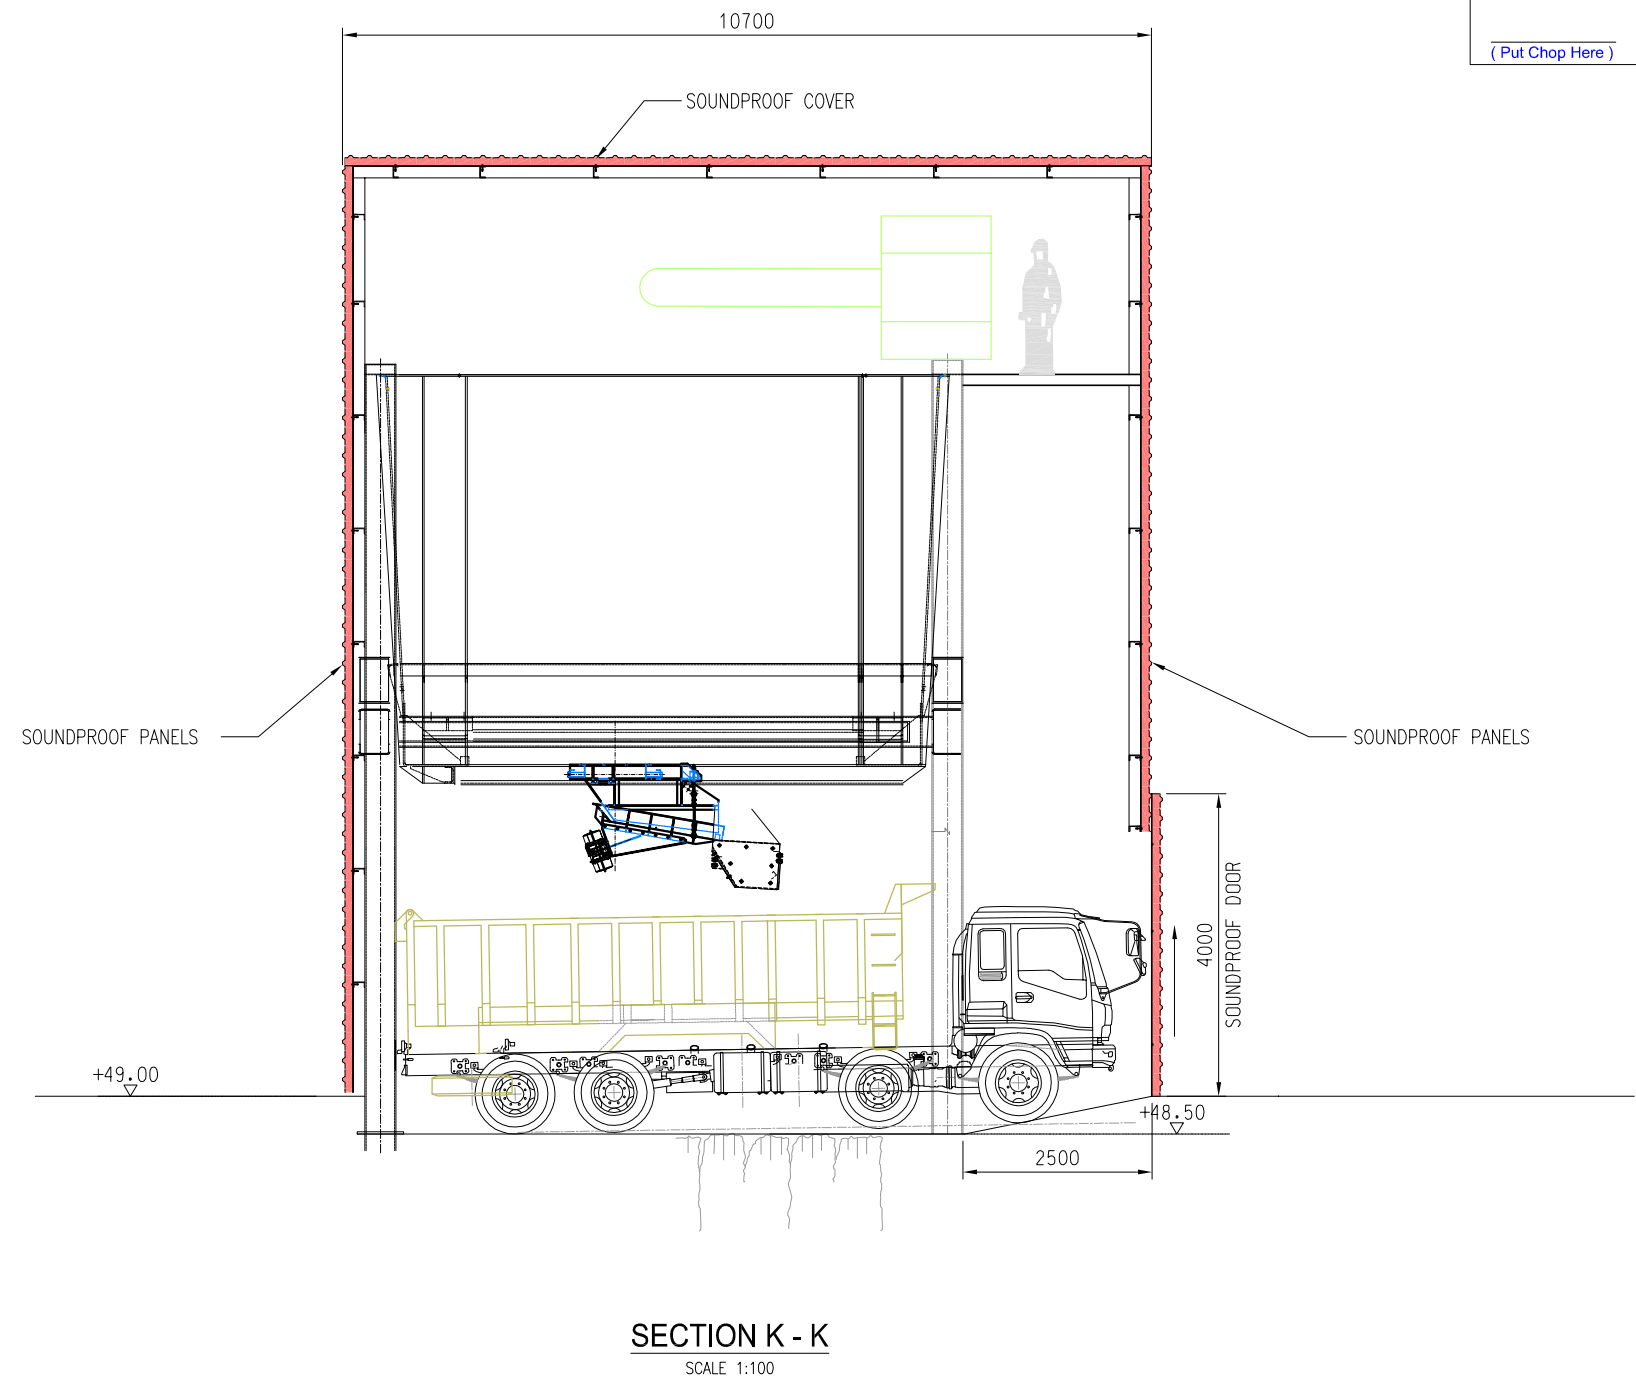 10700
( Put Chop Here )
SOUNDPROOF COVER
SOUNDPROOF PANELS
SOUNDPROOF PANELS
4000
SOUNDPROOF DOOR
+49.00
+48.50
2500
SECTION K - K
SCALE 1:100